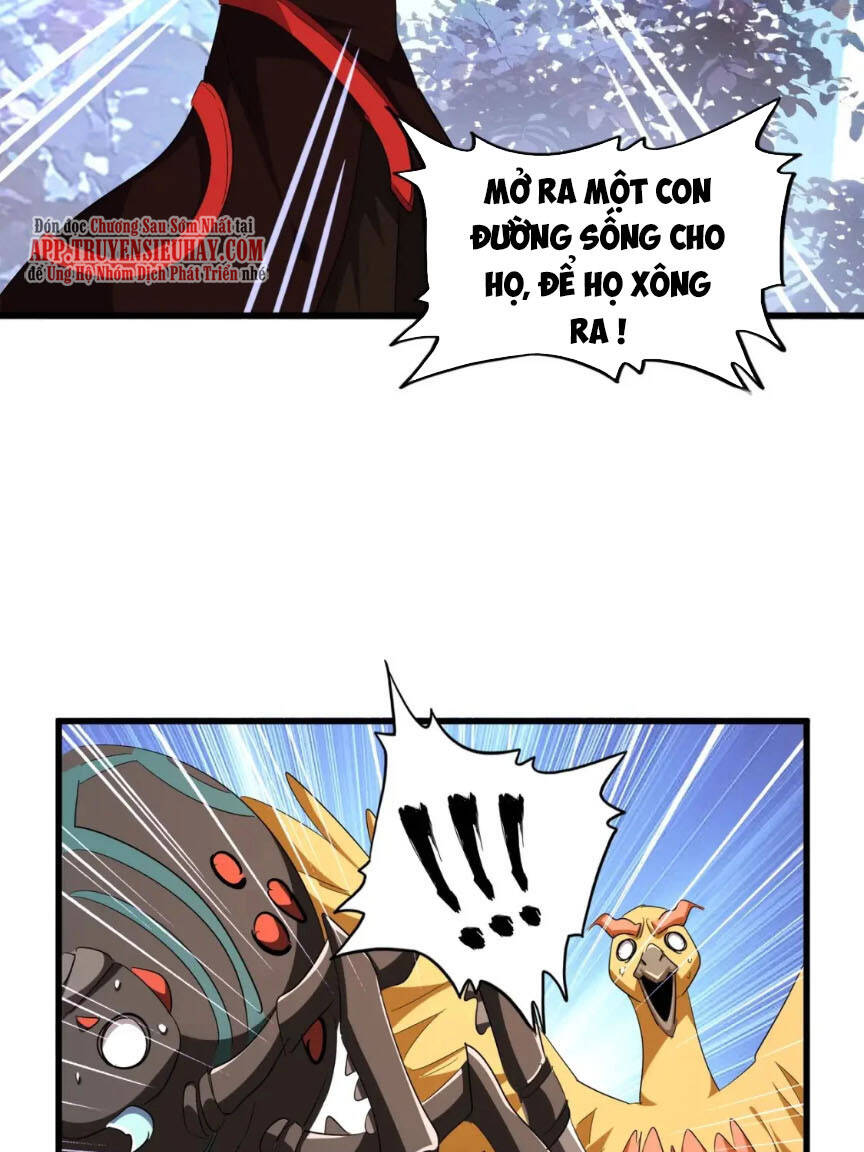 MỞ RA MỘT CON
ĐƯỜNG SỐNG CHO
HỌ, ĐỂ HỌ XÔNG
RA !
Đón đọc Chương Sau Sớm Nhất tại
APP.TRUYENSIEUHAY.COM
để Ủng Hộ Nhóm Dịch Phát Triển nhé
!!!